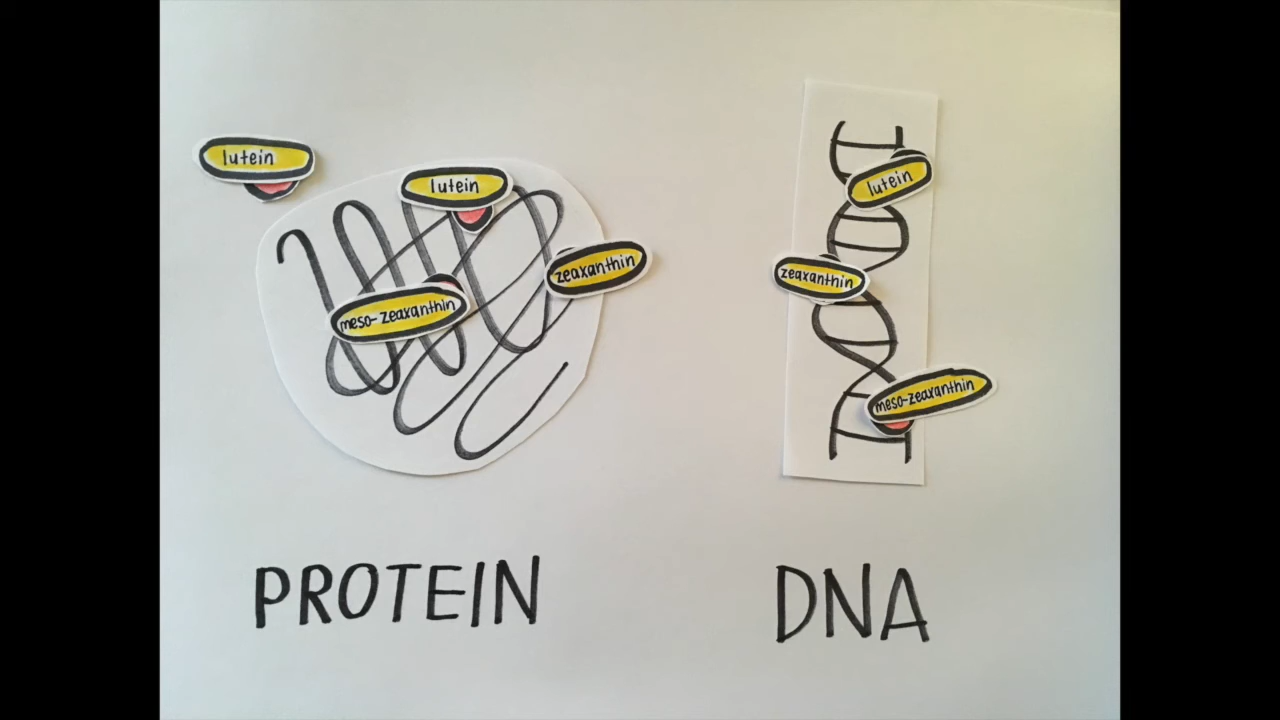 lutein
lutein
meso-zeaxanthin
zeaxanthin
lutein
zeaxanthin
meso-zeaxanthin
PROTEIN
DNA